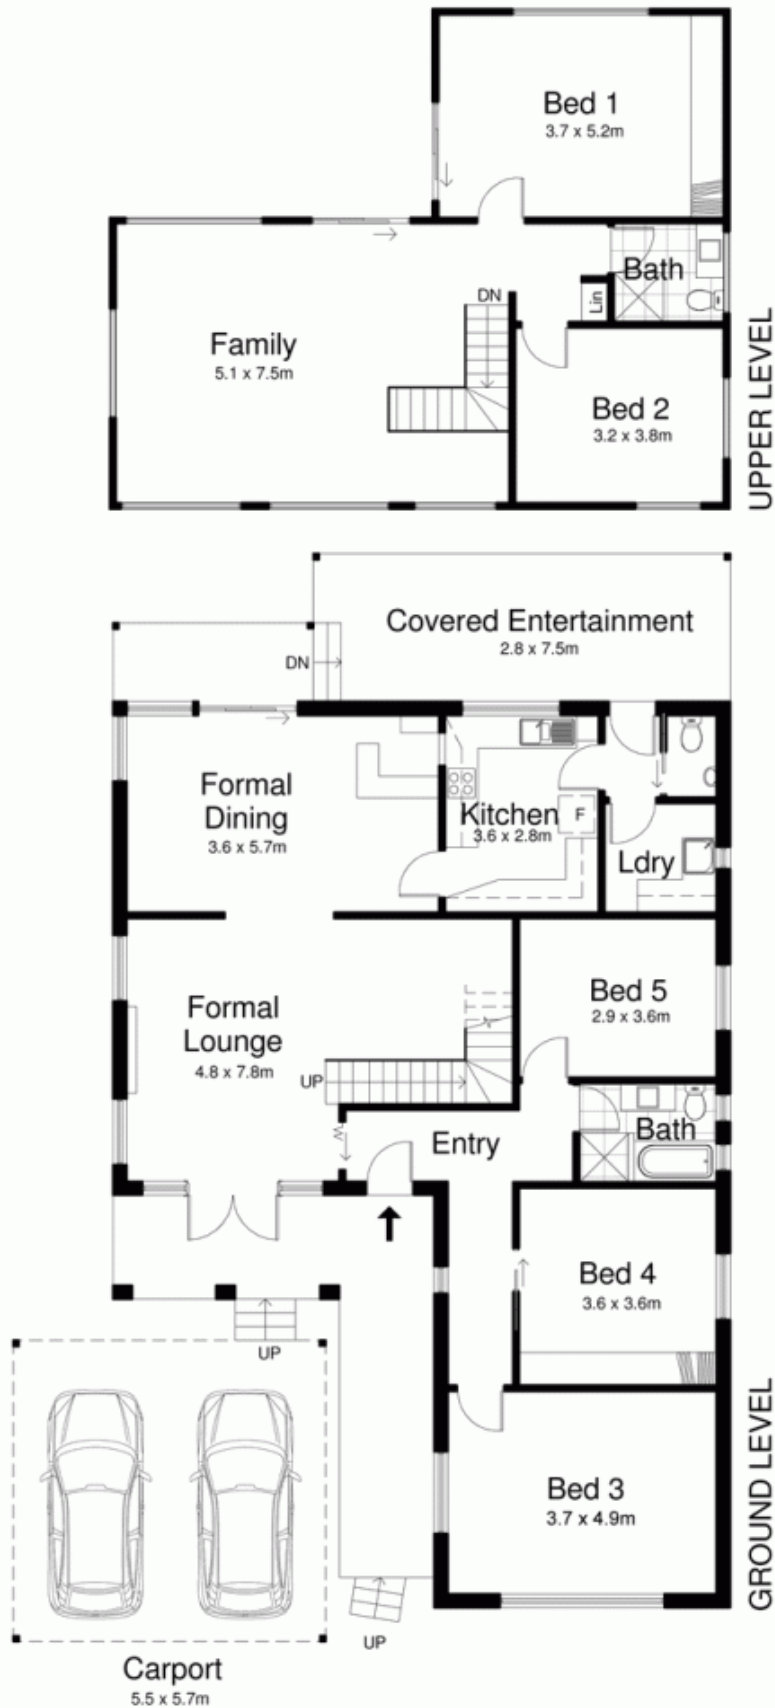 Bed 1
3.7 x 5.2m
Bath
DN
Lin
Family
5.1 x 7.5m
Bed 2
3.2 x 3.8m
UPPER LEVEL
Covered Entertainment
2.8 x 7.5m
DN
Formal
Dining
3.6 x 5.7m
Kitchen
3.6 x 2.8m
F
Ldry
Formal
Lounge
4.8 x 7.8m
Bed 5
2.9 x 3.6m
UP
Entry
Bath
Bed 4
3.6 x 3.6m
UP
Bed 3
3.7 x 4.9m
GROUND LEVEL
UP
Carport
5.5 x 5.7m